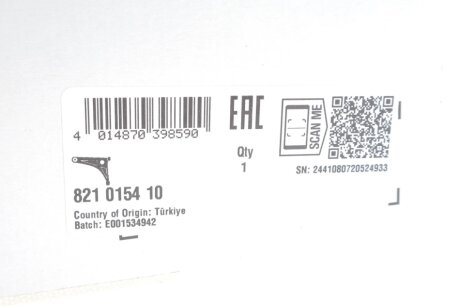 4 014870 398590
EAC
SCAN ME
Qty
1
SN: 2441080720524933
821 0154 10
Country of Origin: Türkiye
Batch: E001534942